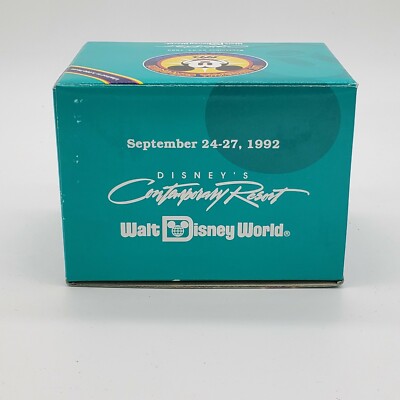 September 24-27, 1992
DISNEY'S
Contemporary Resort
Walt Disney World®